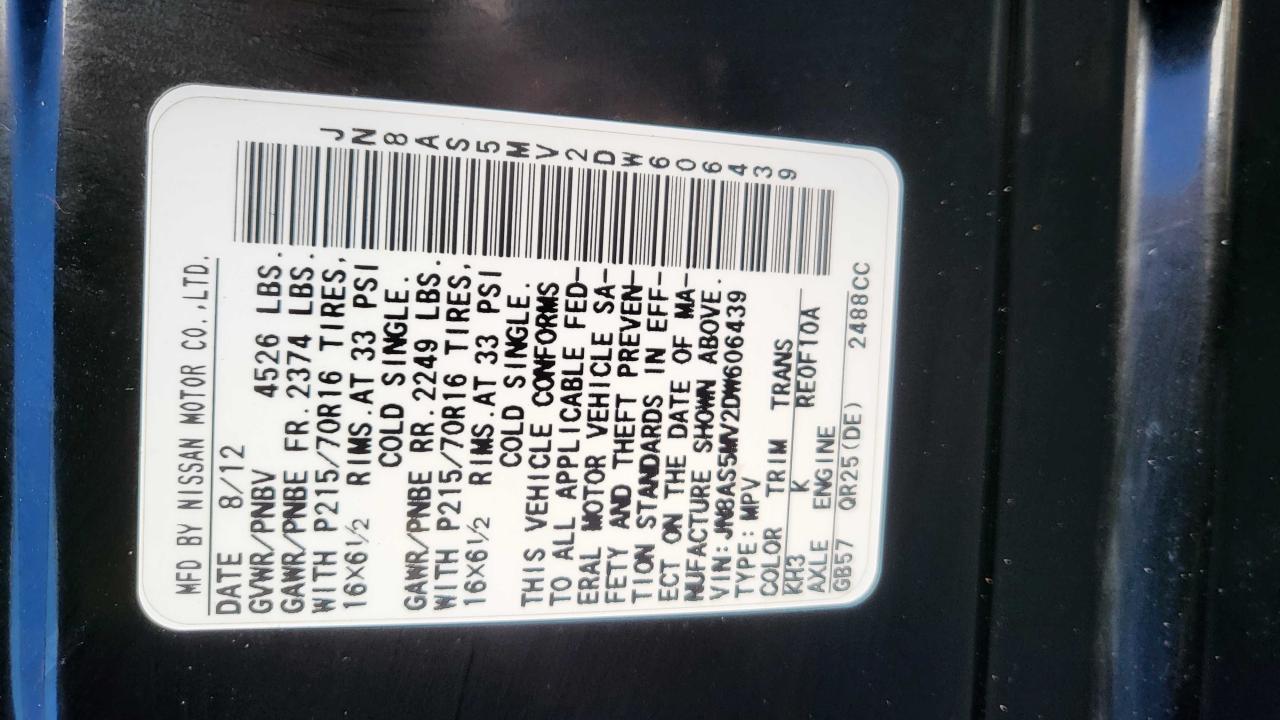 MFD BY NISSAN MOTOR CO.,LTD.
DATE 8/12
GVWR/PNBV 4526 LBS.
GAWR/PNBE FR.2374 LBS.
WITH P215/70R16 TIRES,
16X6½ RIMS.AT 33 PSI
COLD SINGLE.
GAWR/PNBE RR.2249 LBS.
WITH P215/70R16 TIRES,
16X6½ RIMS.AT 33 PSI
COLD SINGLE.
THIS VEHICLE CONFORMS
TO ALL APPLICABLE FED-
ERAL MOTOR VEHICLE SA-
FETY AND THEFT PREVEN-
TION STANDARDS IN EFF-
ECT ON THE DATE OF MA-
NUFACTURE SHOWN ABOVE.
VIN:JN8AS5MV2DW606439
TYPE:MPV
COLOR TRIM TRANS
KH3 K RE0F10A
AXLE ENGINE
GB57 QR25(DE) 2488CC
JN8AS5MV2DW606439